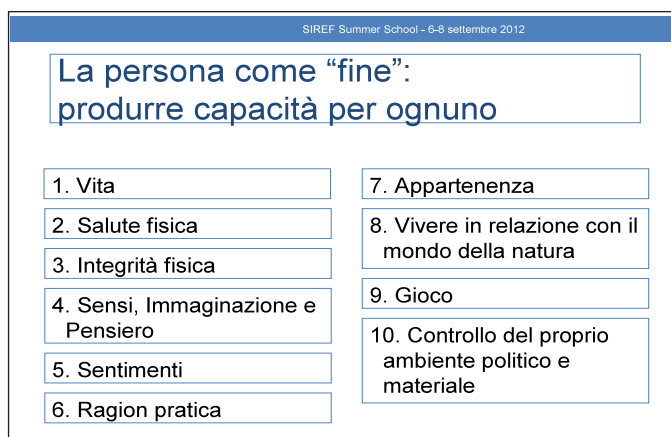 SIREF Summer School – 6-8 settembre 2012
La persona come “fine”:
produrre capacità per ognuno
1. Vita
2. Salute fisica
3. Integrità fisica
4. Sensi, Immaginazione e
Pensiero
5. Sentimenti
6. Ragion pratica
7. Appartenenza
8. Vivere in relazione con il
mondo della natura
9. Gioco
10. Controllo del proprio
ambiente politico e
materiale